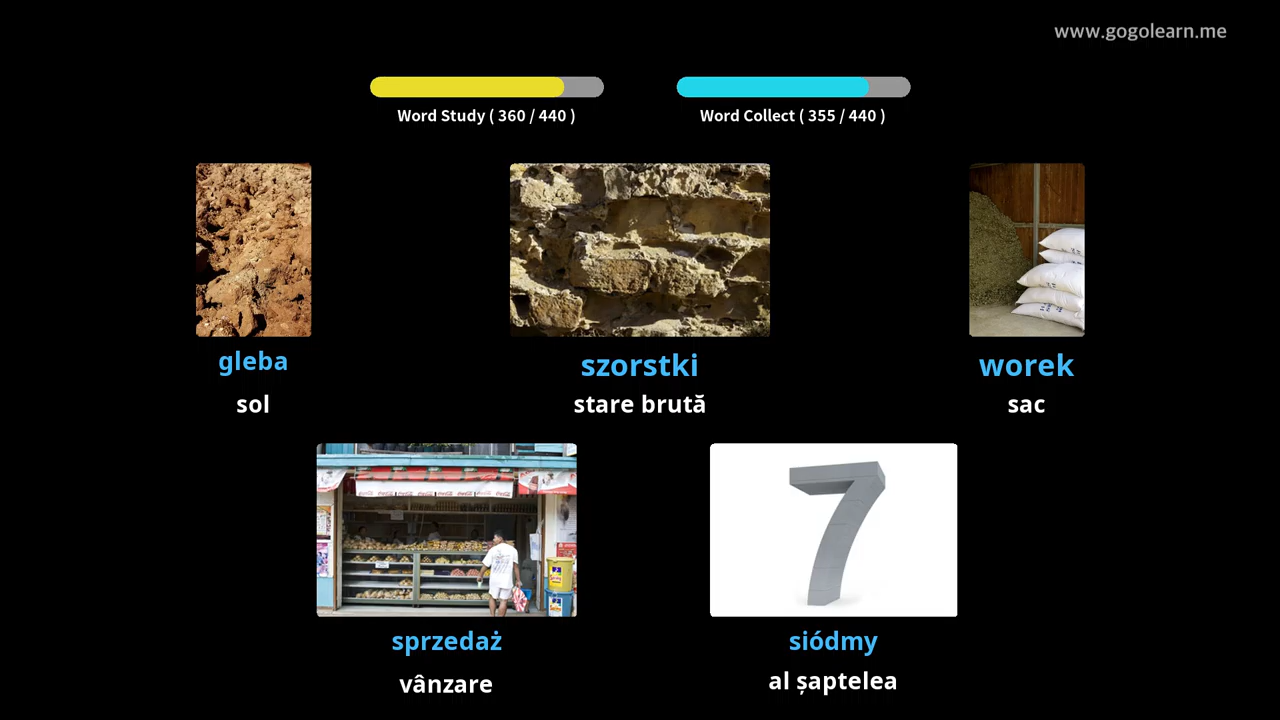 www.gogolearn.me
Word Study ( 360 / 440 )
Word Collect ( 355 / 440 )
gleba
szorstki
worek
sol
stare brută
sac
sprzedaż
siódmy
vânzare
al șaptelea